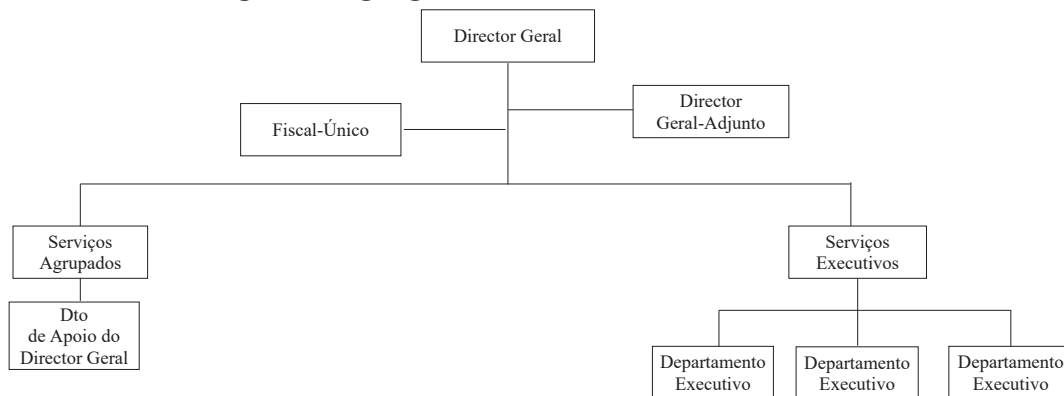 Director Geral
Director
Geral-Adjunto
Fiscal-Único
Serviços
Agrupados
Serviços
Executivos
Dto
de Apoio do
Director Geral
Departamento
Executivo
Departamento
Executivo
Departamento
Executivo